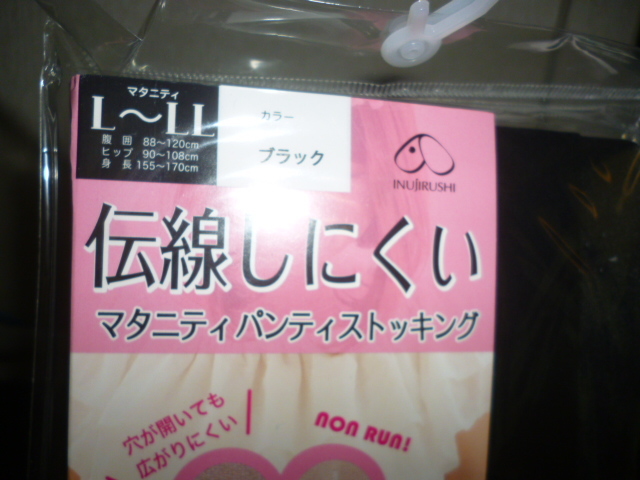 マタニティ
L～LL
腹囲 88～120cm
ヒップ 90～108cm
身長 155～170cm
カラー
ブラック
INUJIRUSHI
伝線しにくい
マタニティパンティストッキング
穴が開いても
広がりにくい
NON RUN!